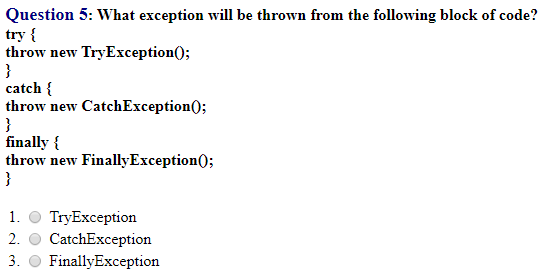 Question 5: What exception will be thrown from the following block of code?
try {
throw new TryException();
}
catch {
throw new CatchException();
}
finally {
throw new FinallyException();
}
1. TryException
2. CatchException
3. FinallyException